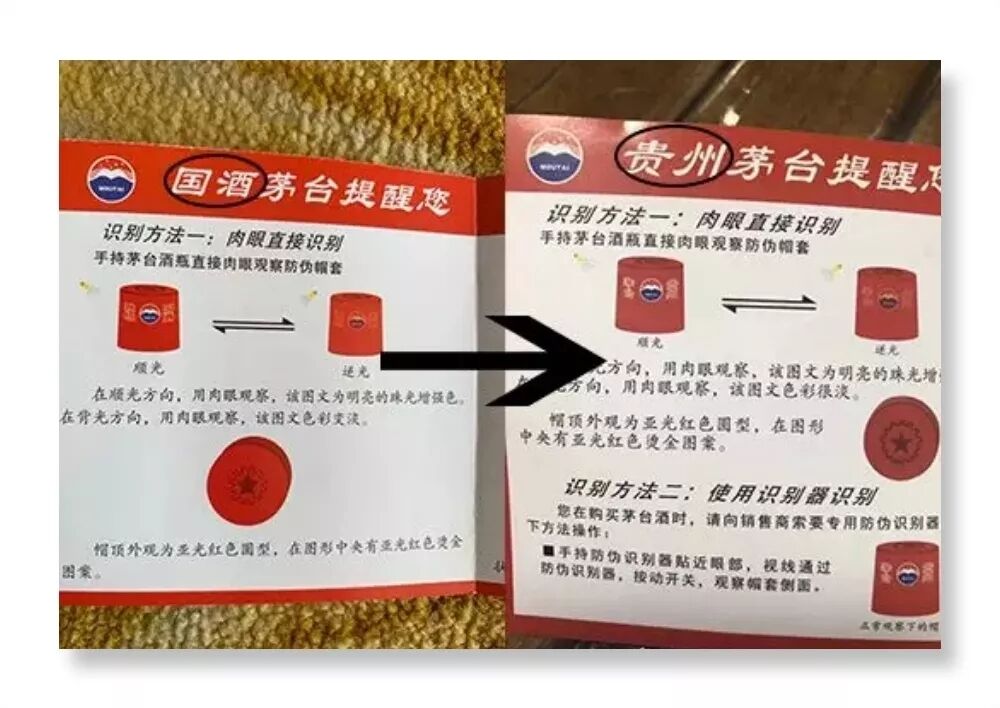 MOUTAI
国酒茅台提醒您
识别方法一：肉眼直接识别
手持茅台酒瓶直接肉眼观察防伪帽套
顺光
逆光
在顺光方向，用肉眼观察，该图文为明亮的珠光增强色。
在背光方向，用肉眼观察，该图文色彩变淡。
帽顶外观为亚光红色圆型，在图形中央有亚光红色烫金
图案。
MOUTAI
贵州茅台提醒您
识别方法一：肉眼直接识别
手持茅台酒瓶直接肉眼观察防伪帽套
顺光
逆光
光方向，用肉眼观察，该图文为明亮的珠光增强
光方向，用肉眼观察，该图文色彩很淡。
帽顶外观为亚光红色圆型，在图形
中央有亚光红色烫金图案。
识别方法二：使用识别器识别
您在购买茅台酒时，请向销售商索要专用防伪识别器
下方法操作：
■手持防伪识别器贴近眼部，视线通过
防伪识别器，按动开关，观察帽套侧面。
正常观察下的帽